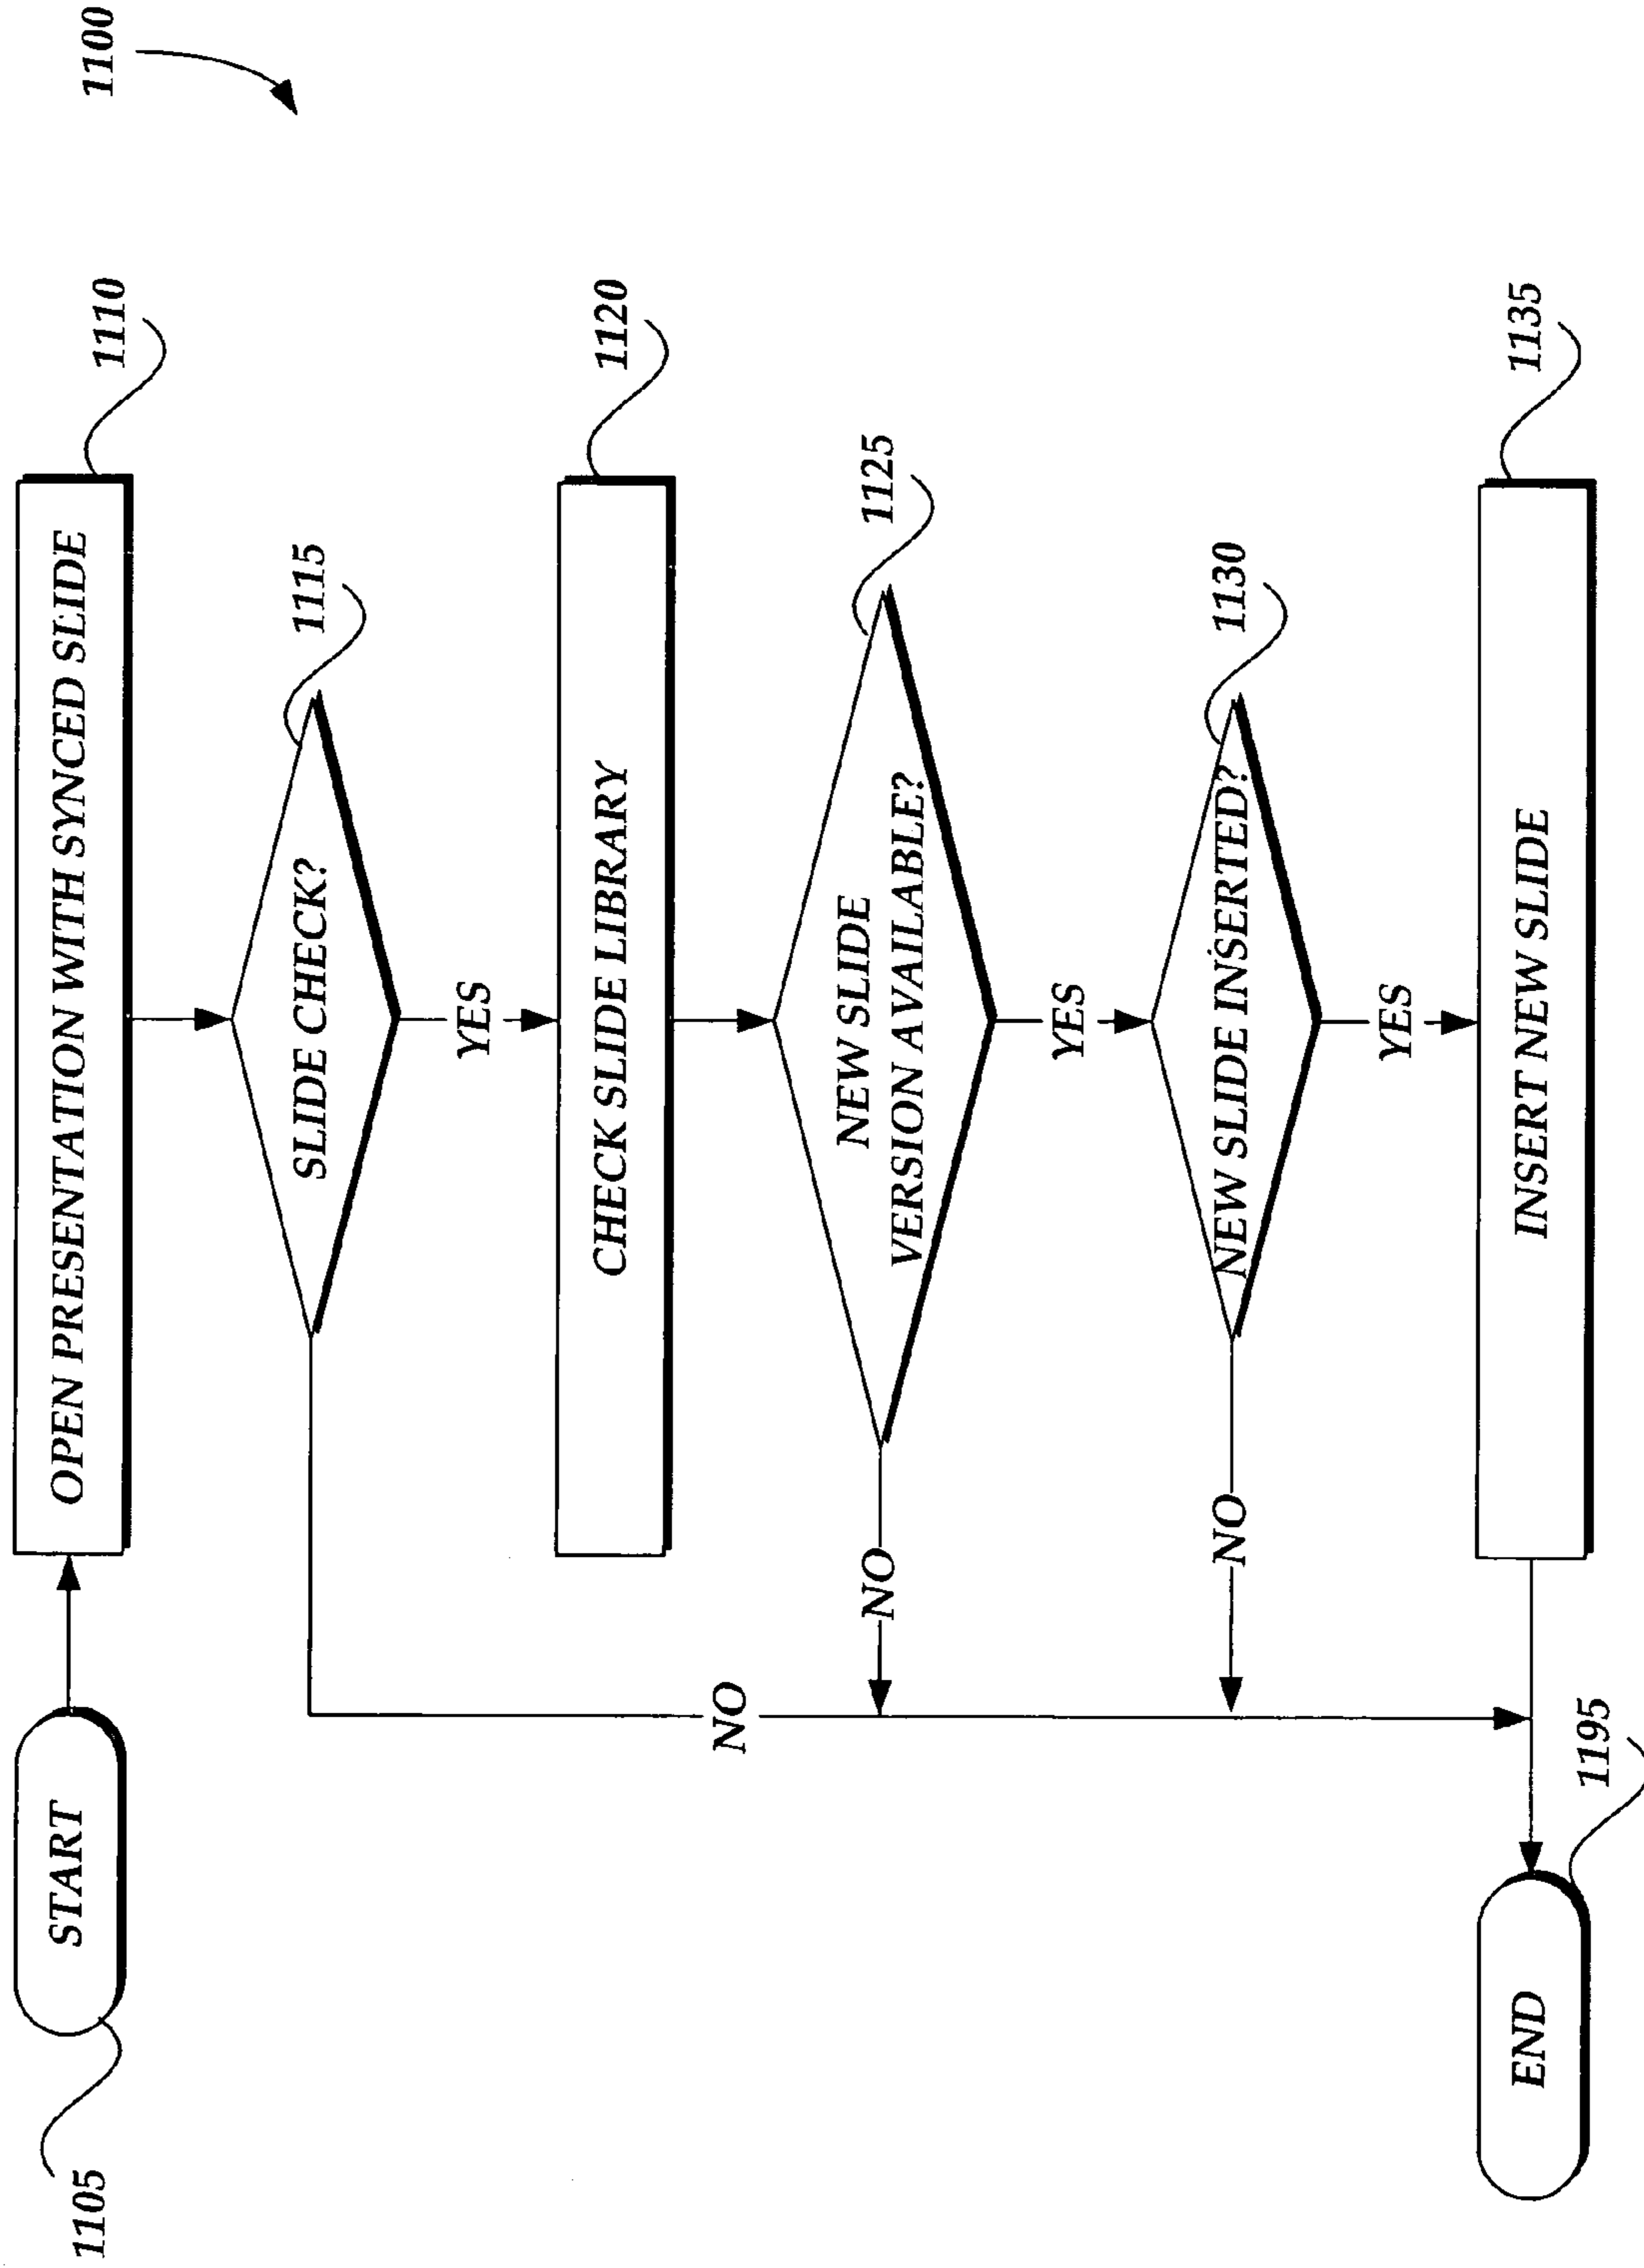 1100
START
1105
OPEN PRESENTATION WITH SYNCED SLIDE
1110
SLIDE CHECK?
1115
YES
NO
CHECK SLIDE LIBRARY
1120
NEW SLIDE
VERSION AVAILABLE?
1125
NO
YES
NEW SLIDE INSERTED?
1130
NO
YES
INSERT NEW SLIDE
1135
END
1195